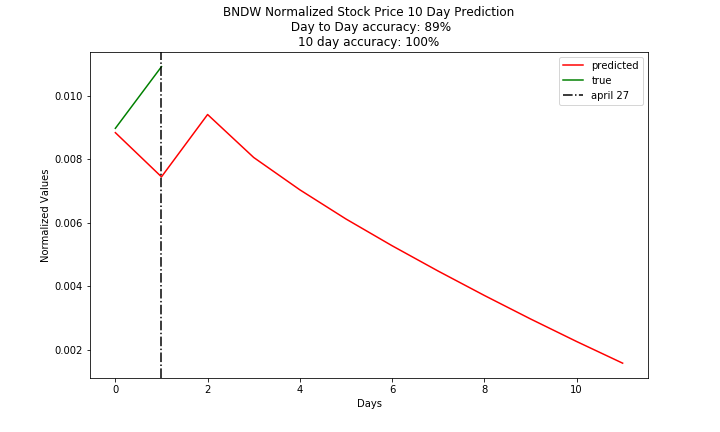 BNDW Normalized Stock Price 10 Day Prediction
Day to Day accuracy: 89%
10 day accuracy: 100%
predicted
true
april 27
Normalized Values
0.010
0.008
0.006
0.004
0.002
0 2 4 6 8 10
Days